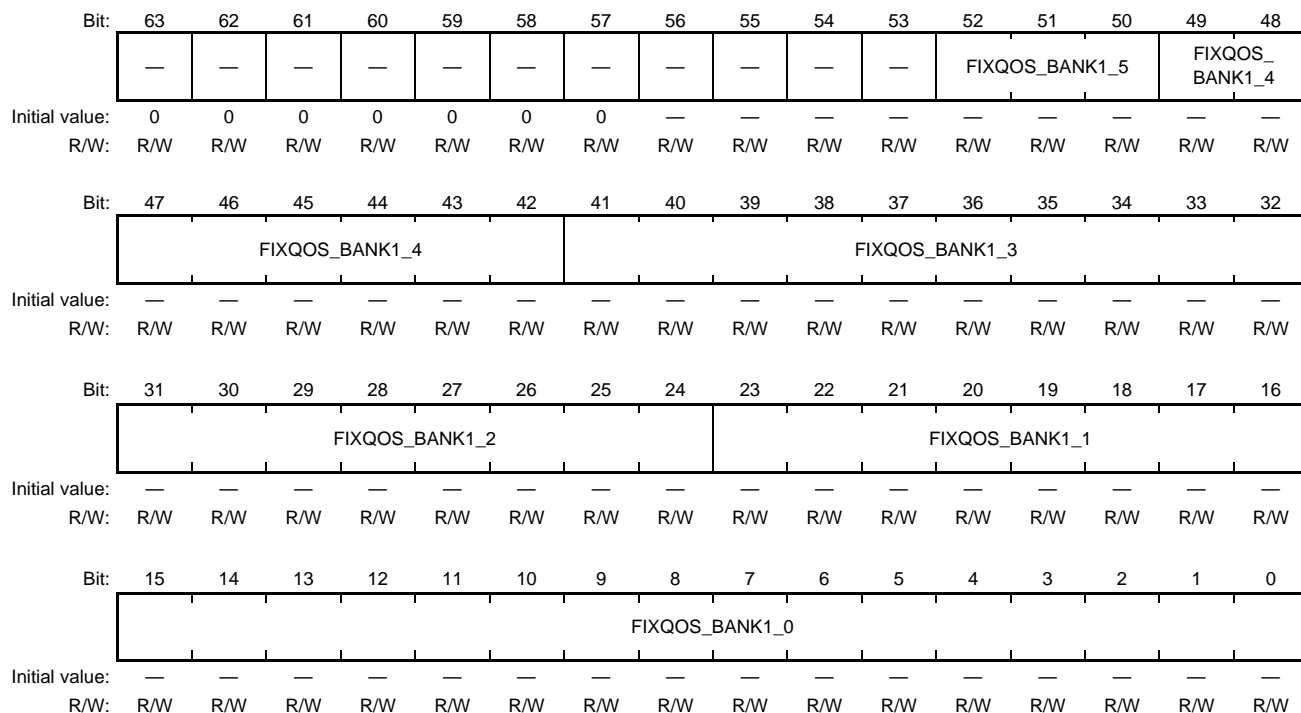 Bit: 63 62 61 60 59 58 57 56 55 54 53 52 51 50 49 48
— — — — — — — — — — — FIXQOS_BANK1_5 FIXQOS_
BANK1_4
Initial value: 0 0 0 0 0 0 0 — — — — — — — — —
R/W: R/W R/W R/W R/W R/W R/W R/W R/W R/W R/W R/W R/W R/W R/W R/W R/W
Bit: 47 46 45 44 43 42 41 40 39 38 37 36 35 34 33 32
FIXQOS_BANK1_4 FIXQOS_BANK1_3
Initial value: — — — — — — — — — — — — — — — —
R/W: R/W R/W R/W R/W R/W R/W R/W R/W R/W R/W R/W R/W R/W R/W R/W R/W
Bit: 31 30 29 28 27 26 25 24 23 22 21 20 19 18 17 16
FIXQOS_BANK1_2 FIXQOS_BANK1_1
Initial value: — — — — — — — — — — — — — — — —
R/W: R/W R/W R/W R/W R/W R/W R/W R/W R/W R/W R/W R/W R/W R/W R/W R/W
Bit: 15 14 13 12 11 10 9 8 7 6 5 4 3 2 1 0
FIXQOS_BANK1_0
Initial value: — — — — — — — — — — — — — — — —
R/W: R/W R/W R/W R/W R/W R/W R/W R/W R/W R/W R/W R/W R/W R/W R/W R/W